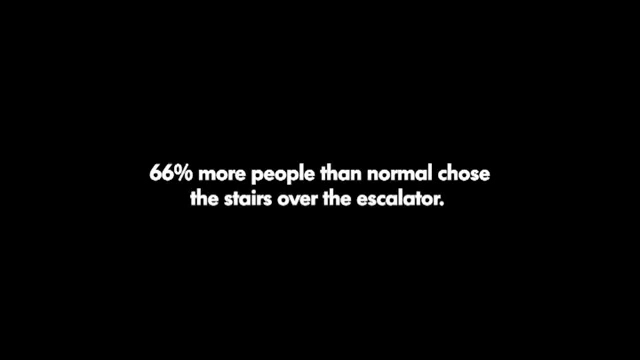 66% more people than normal chose
the stairs over the escalator.